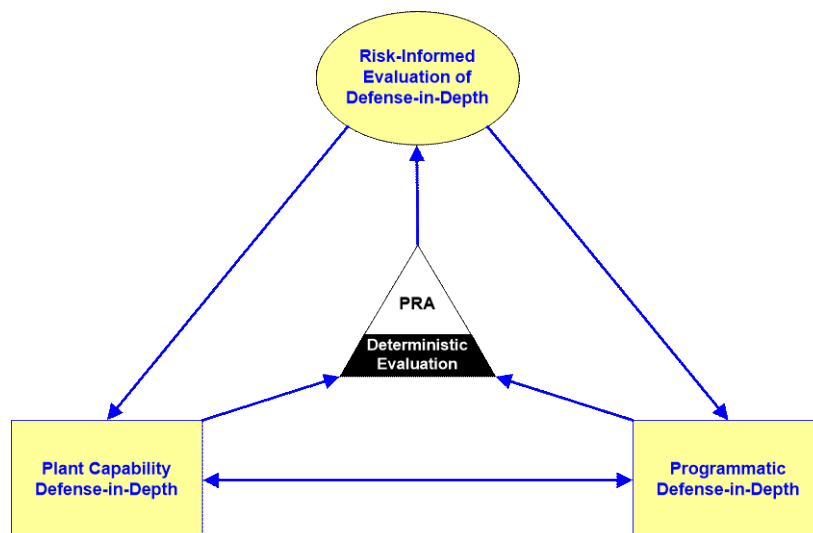 Risk-Informed
Evaluation of
Defense-in-Depth
PRA
Deterministic
Evaluation
Plant Capability
Defense-in-Depth
Programmatic
Defense-in-Depth